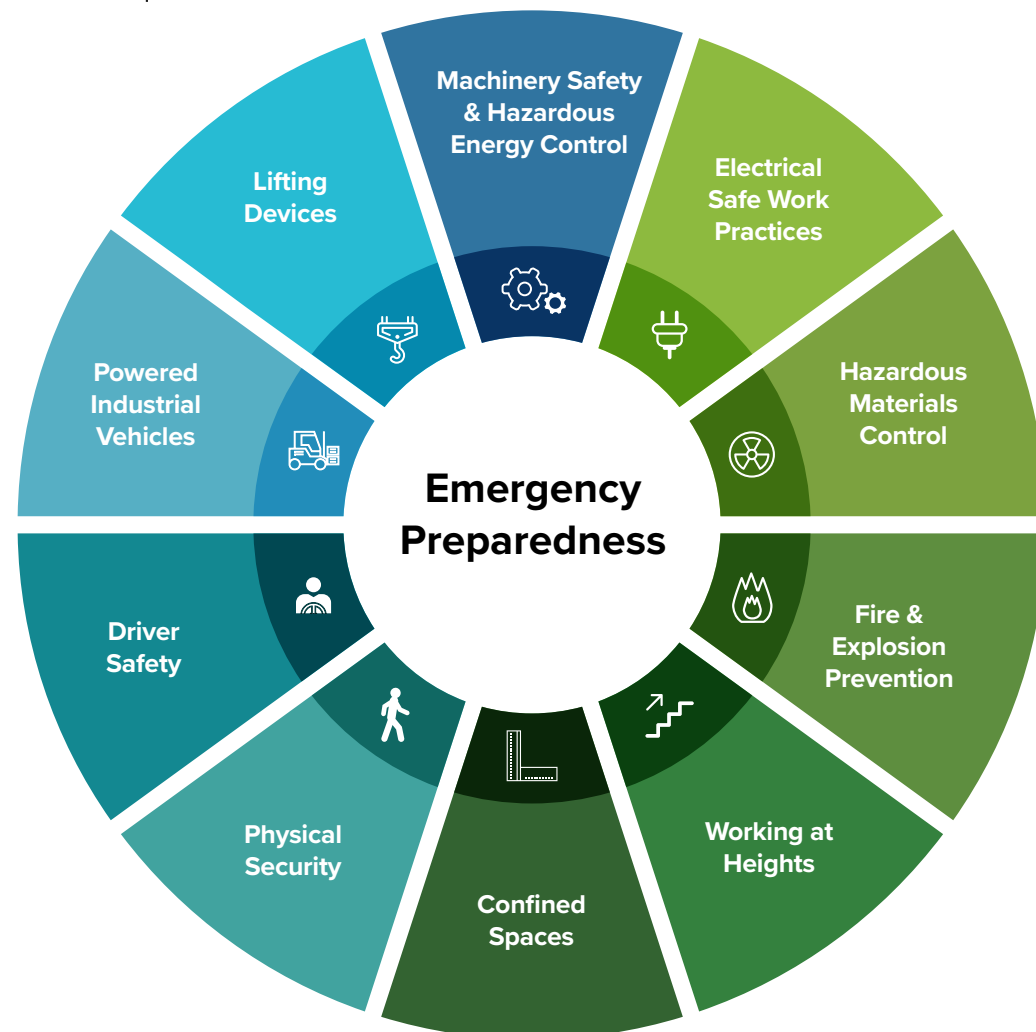 Machinery Safety
& Hazardous
Energy Control
Electrical
Safe Work
Practices
Hazardous
Materials
Control
Fire &
Explosion
Prevention
Working at
Heights
Confined
Spaces
Physical
Security
Driver
Safety
Powered
Industrial
Vehicles
Lifting
Devices
Emergency
Preparedness